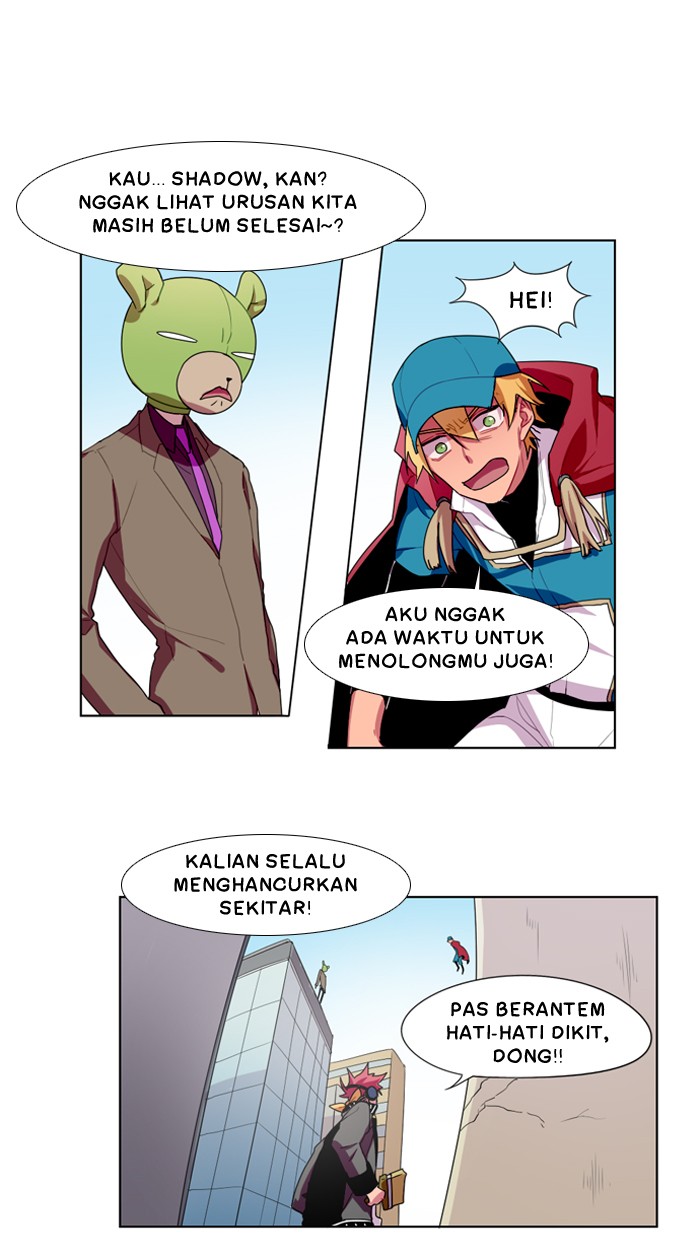 KAU... SHADOW, KAN?
NGGAK LIHAT URUSAN KITA
MASIH BELUM SELESAI~?
HEI!
AKU NGGAK
ADA WAKTU UNTUK
MENOLONGMU JUGA!
KALIAN SELALU
MENGHANCURKAN
SEKITAR!
PAS BERANTEM
HATI-HATI DIKIT,
DONG!!